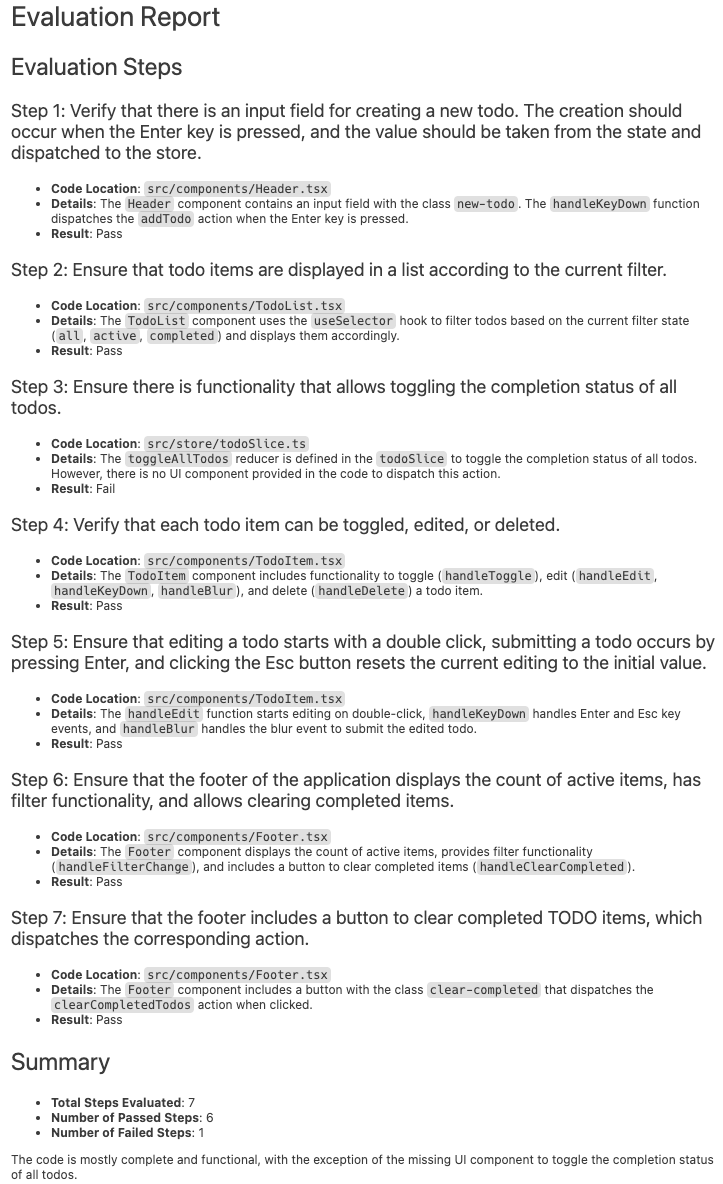 Evaluation Report
Evaluation Steps
Step 1: Verify that there is an input field for creating a new todo. The creation should
occur when the Enter key is pressed, and the value should be taken from the state and
dispatched to the store.
• Code Location: src/components/Header.tsx
• Details: The Header component contains an input field with the class new-todo. The handleKeyDown function
dispatches the addTodo action when the Enter key is pressed.
• Result: Pass
Step 2: Ensure that todo items are displayed in a list according to the current filter.
• Code Location: src/components/TodoList.tsx
• Details: The TodoList component uses the useSelector hook to filter todos based on the current filter state
(all, active, completed) and displays them accordingly.
• Result: Pass
Step 3: Ensure there is functionality that allows toggling the completion status of all
todos.
• Code Location: src/store/todoSlice.ts
• Details: The toggleAllTodos reducer is defined in the todoSlice to toggle the completion status of all todos.
However, there is no UI component provided in the code to dispatch this action.
• Result: Fail
Step 4: Verify that each todo item can be toggled, edited, or deleted.
• Code Location: src/components/TodoItem.tsx
• Details: The TodoItem component includes functionality to toggle (handleToggle), edit (handleEdit,
handleKeyDown, handleBlur), and delete (handleDelete) a todo item.
• Result: Pass
Step 5: Ensure that editing a todo starts with a double click, submitting a todo occurs by
pressing Enter, and clicking the Esc button resets the current editing to the initial value.
• Code Location: src/components/TodoItem.tsx
• Details: The handleEdit function starts editing on double-click, handleKeyDown handles Enter and Esc key
events, and handleBlur handles the blur event to submit the edited todo.
• Result: Pass
Step 6: Ensure that the footer of the application displays the count of active items, has
filter functionality, and allows clearing completed items.
• Code Location: src/components/Footer.tsx
• Details: The Footer component displays the count of active items, provides filter functionality
(handleFilterChange), and includes a button to clear completed items (handleClearCompleted).
• Result: Pass
Step 7: Ensure that the footer includes a button to clear completed TODO items, which
dispatches the corresponding action.
• Code Location: src/components/Footer.tsx
• Details: The Footer component includes a button with the class clear-completed that dispatches the
clearCompletedTodos action when clicked.
• Result: Pass
Summary
• Total Steps Evaluated: 7
• Number of Passed Steps: 6
• Number of Failed Steps: 1
The code is mostly complete and functional, with the exception of the missing UI component to toggle the completion status
of all todos.